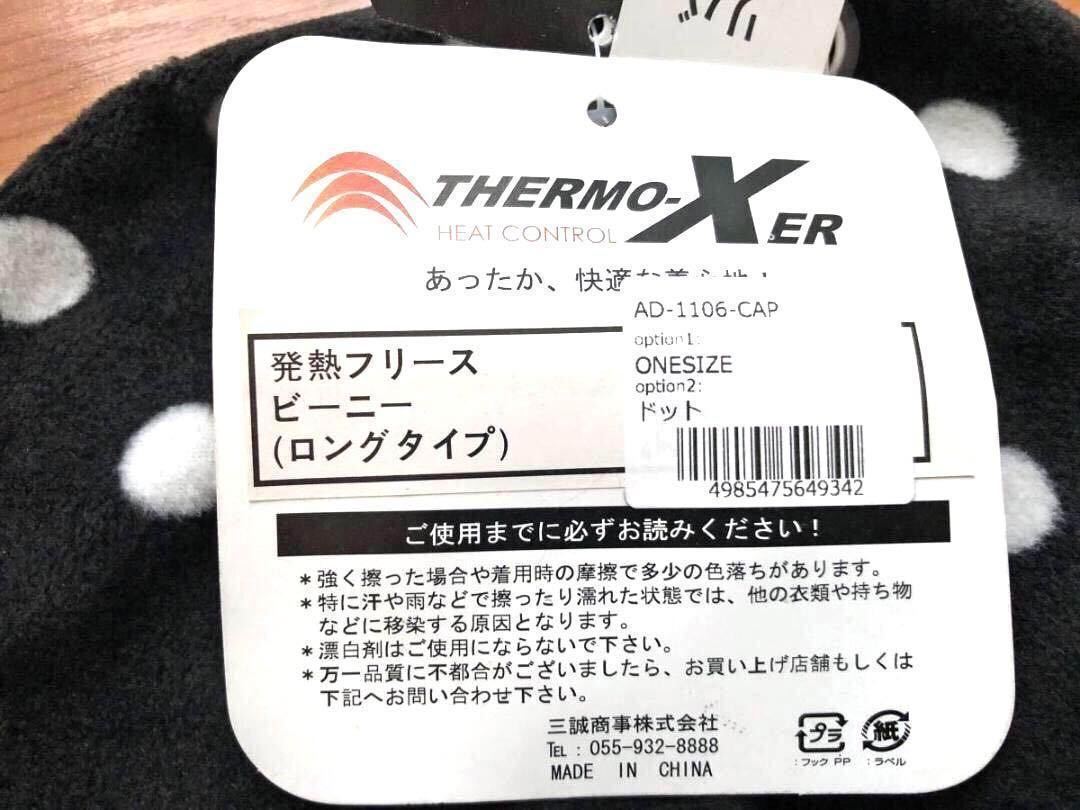 リバ
THERMO-XER
HEAT CONTROL
あったか、快適な着心地!
AD-1106-CAP
option1:
ONESIZE
option2:
ドット
4985475649342
発熱フリース
ビーニー
(ロングタイプ)
ご使用までに必ずお読みください!
*強く擦った場合や着用時の摩擦で多少の色落ちがあります。
*特に汗や雨などで擦ったり濡れた状態では、他の衣類や持ち物
などに移染する原因となります。
*漂白剤はご使用にならないで下さい。
*万一品質に不都合がございましたら、お買い上げ店舗もしくは
下記へお問い合わせ下さい。
三誠商事株式会社
TEL : 055-932-8888
MADE IN CHINA
プラ
:フック PP
紙
:ラベル